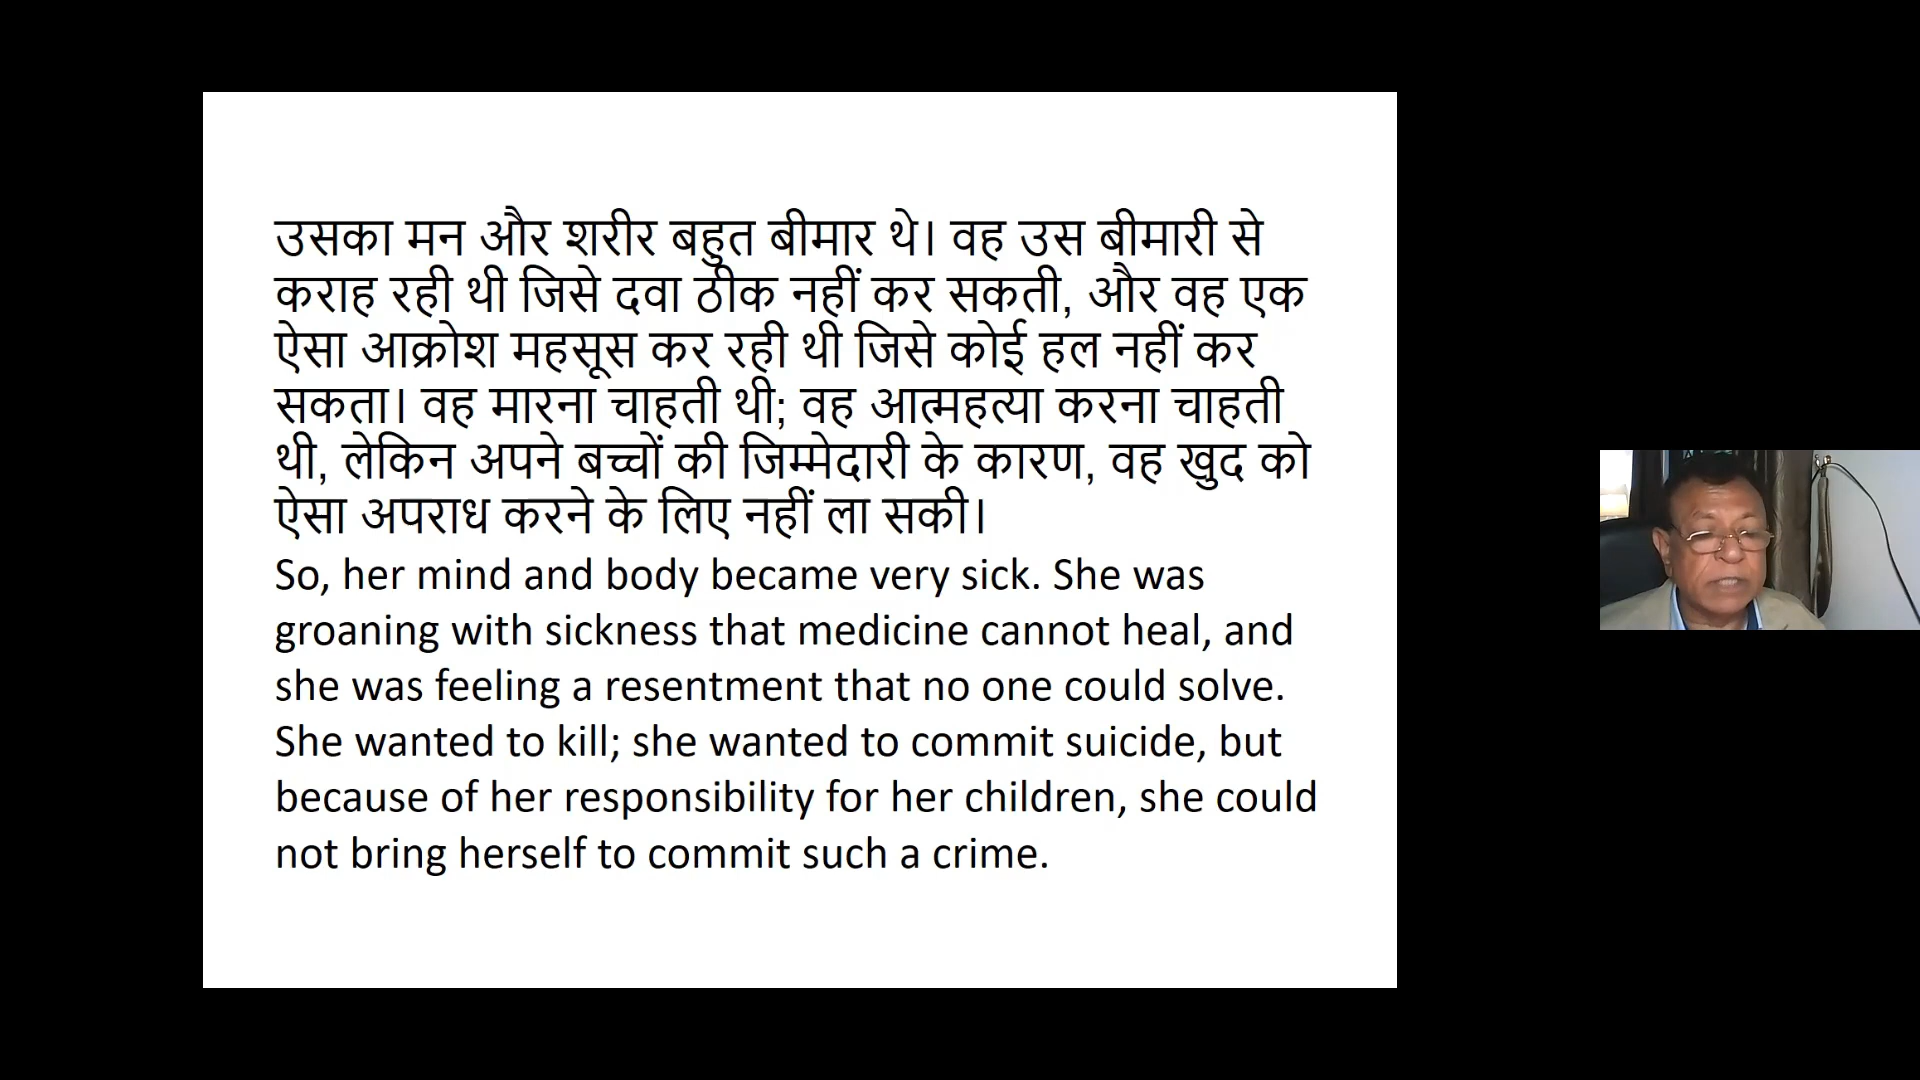 उसका मन और शरीर बहुत बीमार थे। वह उस बीमारी से
कराह रही थी जिसे दवा ठीक नहीं कर सकती, और वह एक
ऐसा आक्रोश महसूस कर रही थी जिसे कोई हल नहीं कर
सकता। वह मारना चाहती थी; वह आत्महत्या करना चाहती
थी, लेकिन अपने बच्चों की जिम्मेदारी के कारण, वह खुद को
ऐसा अपराध करने के लिए नहीं ला सकी।
So, her mind and body became very sick. She was
groaning with sickness that medicine cannot heal, and
she was feeling a resentment that no one could solve.
She wanted to kill; she wanted to commit suicide, but
because of her responsibility for her children, she could
not bring herself to commit such a crime.